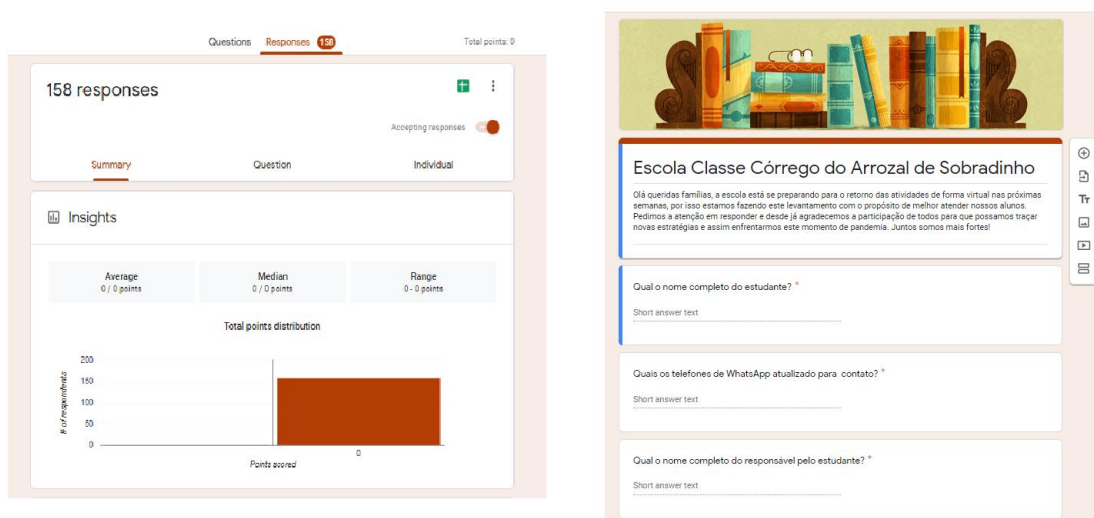 Questions Responses 158 Total points: 0
158 responses
Accepting responses
Summary Question Individual
Insights
Average Median Range
0 / 0 points 0 / 0 points 0 - 0 points
Total points distribution
200
150
100
50
0
# of respondents
0
Points scored
Escola Classe Córrego do Arrozal de Sobradinho
Olá queridas famílias, a escola está se preparando para o retorno das atividades de forma virtual nas próximas
semanas, por isso estamos fazendo este levantamento com o propósito de melhor atender nossos alunos.
Pedimos a atenção em responder e desde já agradecemos a participação de todos para que possamos traçar
novas estratégias e assim enfrentarmos este momento de pandemia. Juntos somos mais fortes!
Qual o nome completo do estudante? *
Short answer text
Quais os telefones de WhatsApp atualizado para contato? *
Short answer text
Qual o nome completo do responsável pelo estudante? *
Short answer text
Tт